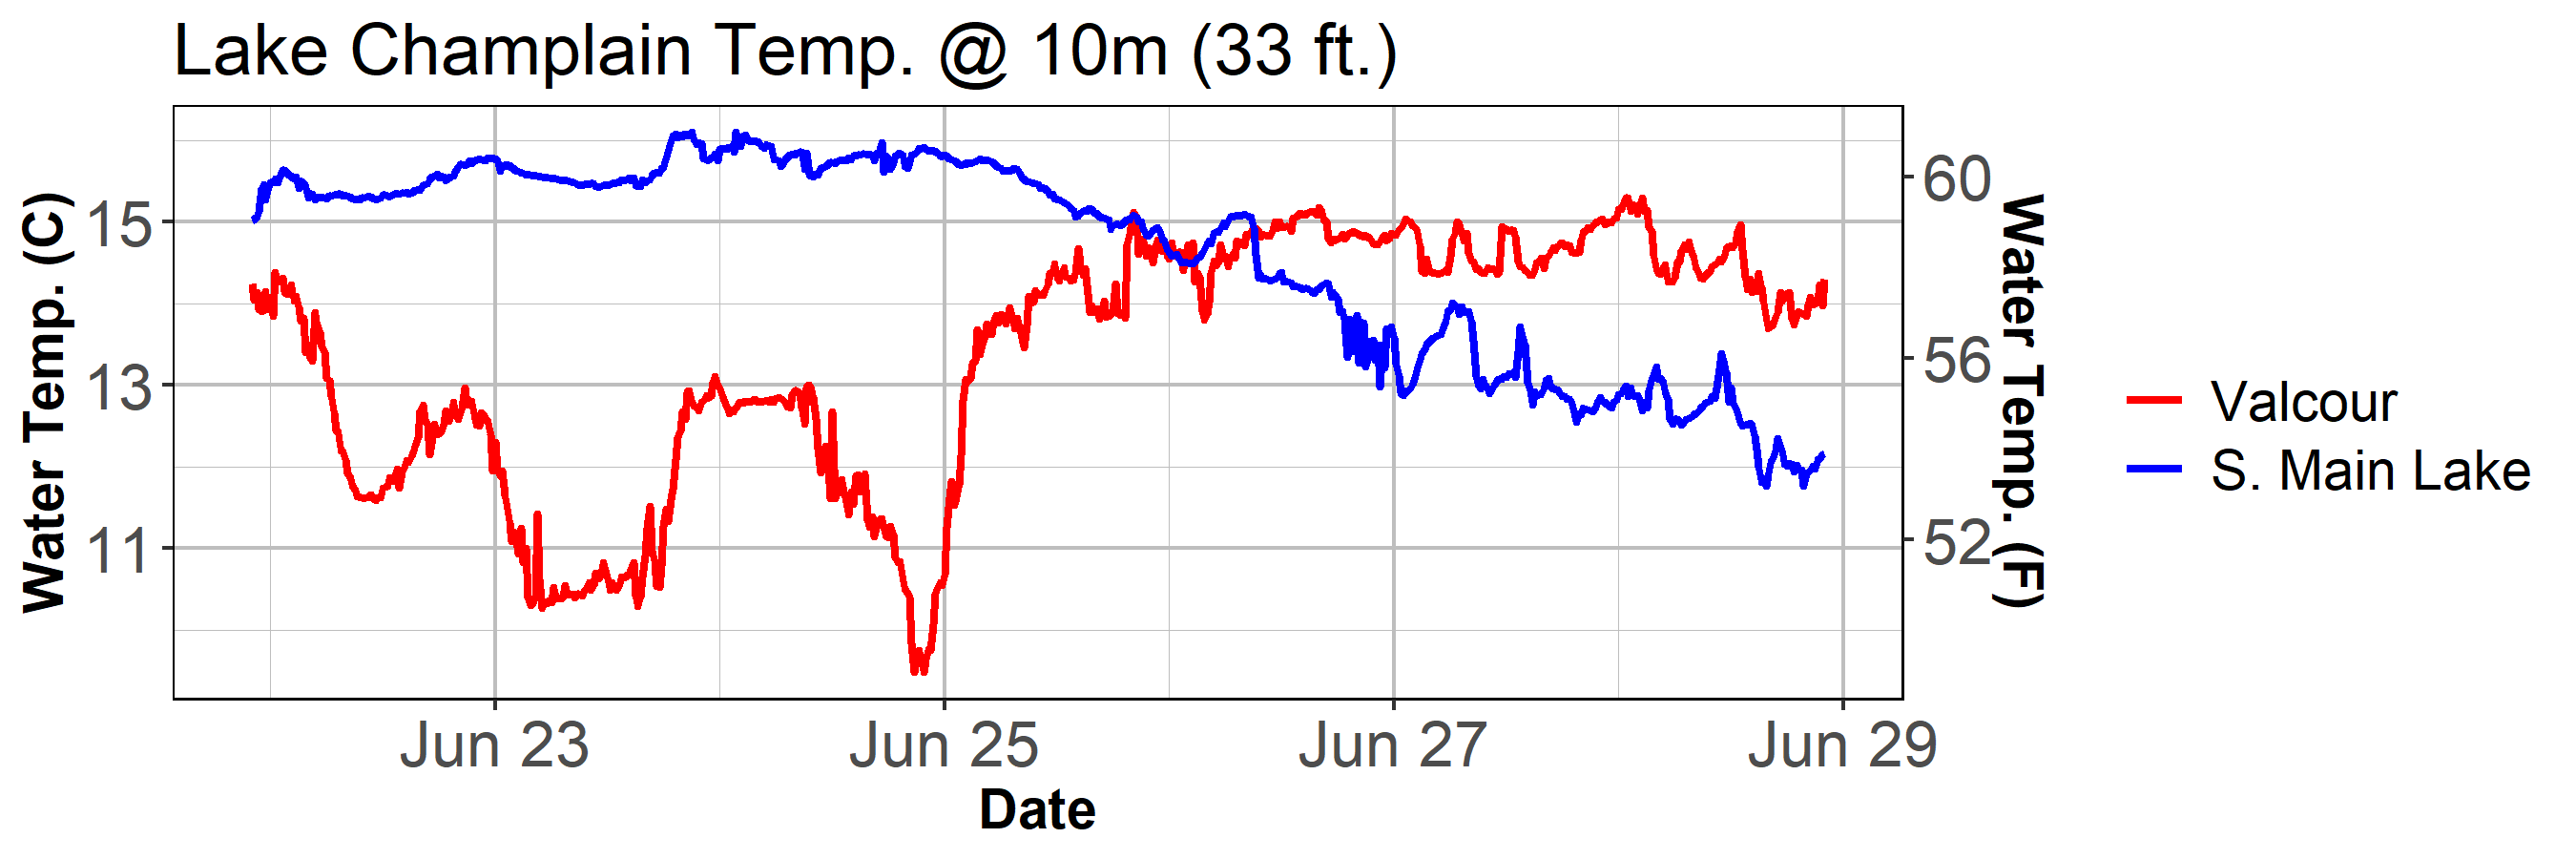 Lake Champlain Temp. @ 10m (33 ft.)
Water Temp. (C)
15
13
11
60
56
52
Water Temp. (F)
Jun 23
Jun 25
Jun 27
Jun 29
Date
Valcour
S. Main Lake